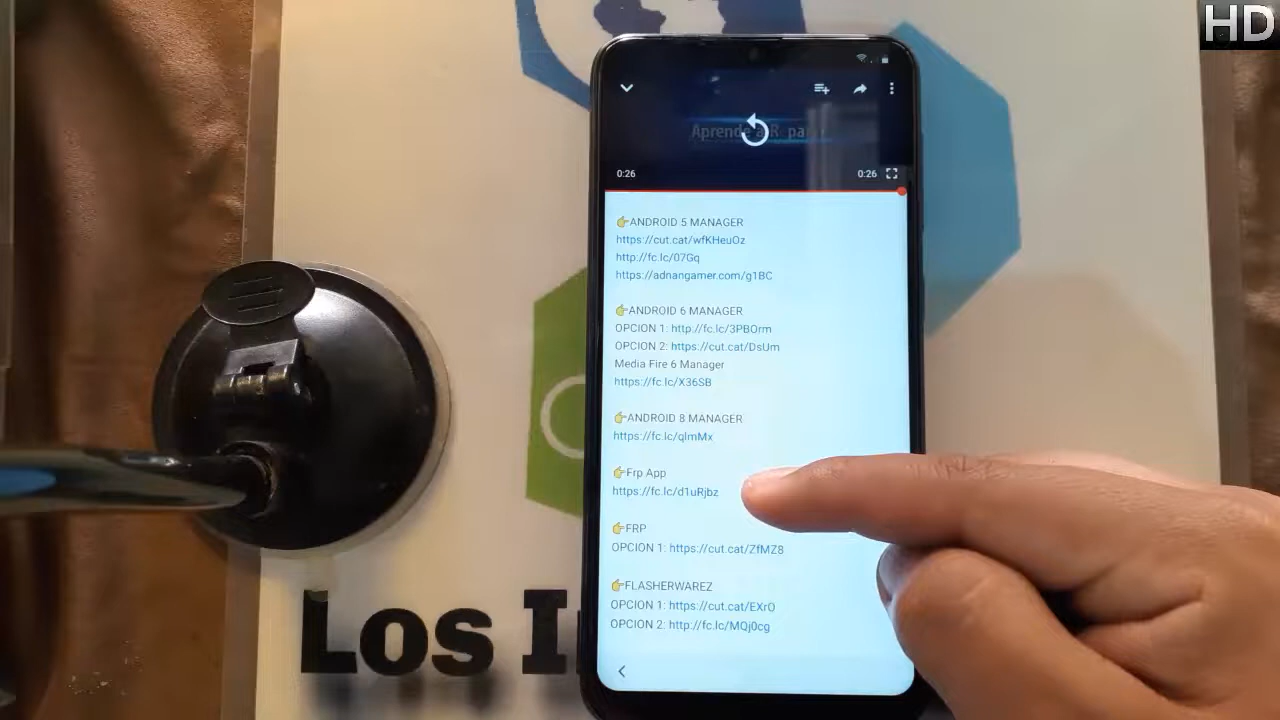 HD
0:26
0:26
👉ANDROID 5 MANAGER
https://cut.cat/wfKHeuOz
http://fc.lc/07Gq
https://adnangamer.com/g1BC
👉ANDROID 6 MANAGER
OPCION 1: http://fc.lc/3PBOrm
OPCION 2: https://cut.cat/DsUm
Media Fire 6 Manager
https://fc.lc/X36SB
👉ANDROID 8 MANAGER
https://fc.lc/qlmMx
👉Frp App
https://fc.lc/d1uRjbz
👉FRP
OPCION 1: https://cut.cat/ZfMZ8
👉FLASHERWAREZ
OPCION 1: https://cut.cat/EXrO
OPCION 2: http://fc.lc/MQj0cg
Los